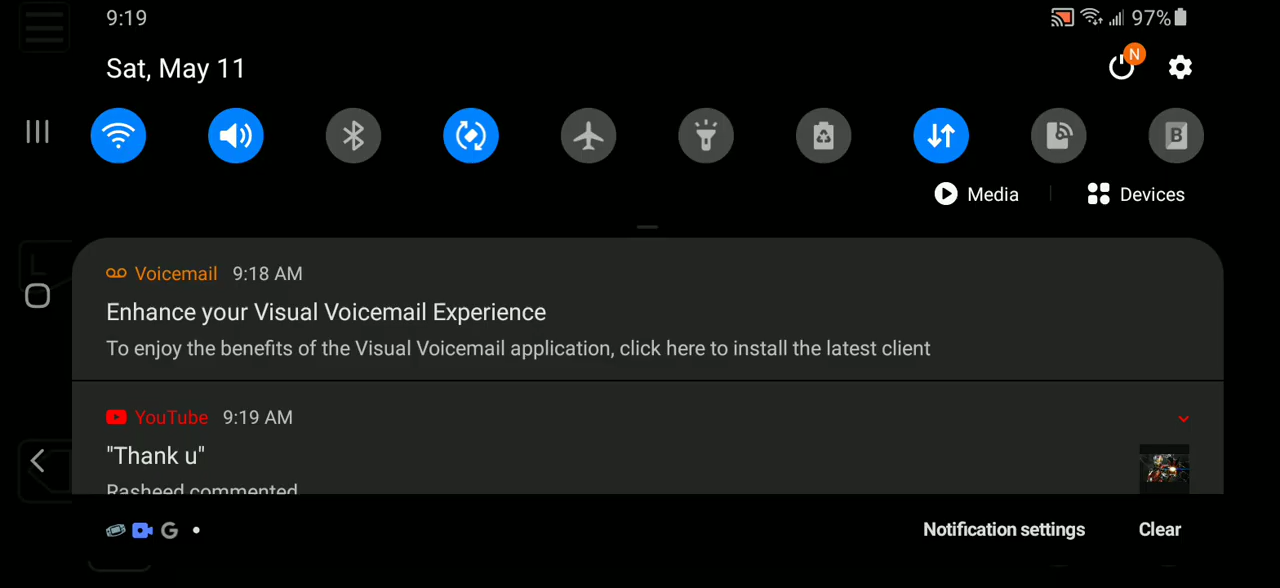 9:19
97%
Sat, May 11
N
B
Media
Devices
Voicemail 9:18 AM
Enhance your Visual Voicemail Experience
To enjoy the benefits of the Visual Voicemail application, click here to install the latest client
YouTube 9:19 AM
"Thank u"
Rasheed commented
G
Notification settings
Clear
L